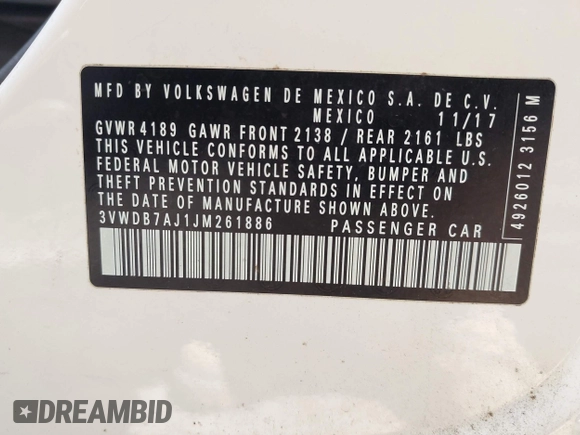 MFD BY VOLKSWAGEN DE MEXICO S.A. DE C.V.
MEXICO 11/17
GVWR 4189 GAWR FRONT 2138 / REAR 2161 LBS
THIS VEHICLE CONFORMS TO ALL APPLICABLE U.S.
FEDERAL MOTOR VEHICLE SAFETY, BUMPER AND
THEFT PREVENTION STANDARDS IN EFFECT ON
THE DATE OF MANUFACTURE SHOWN ABOVE.
3VWDB7AJ1JM261886 PASSENGER CAR
4926012 3156 M
DREAMBID